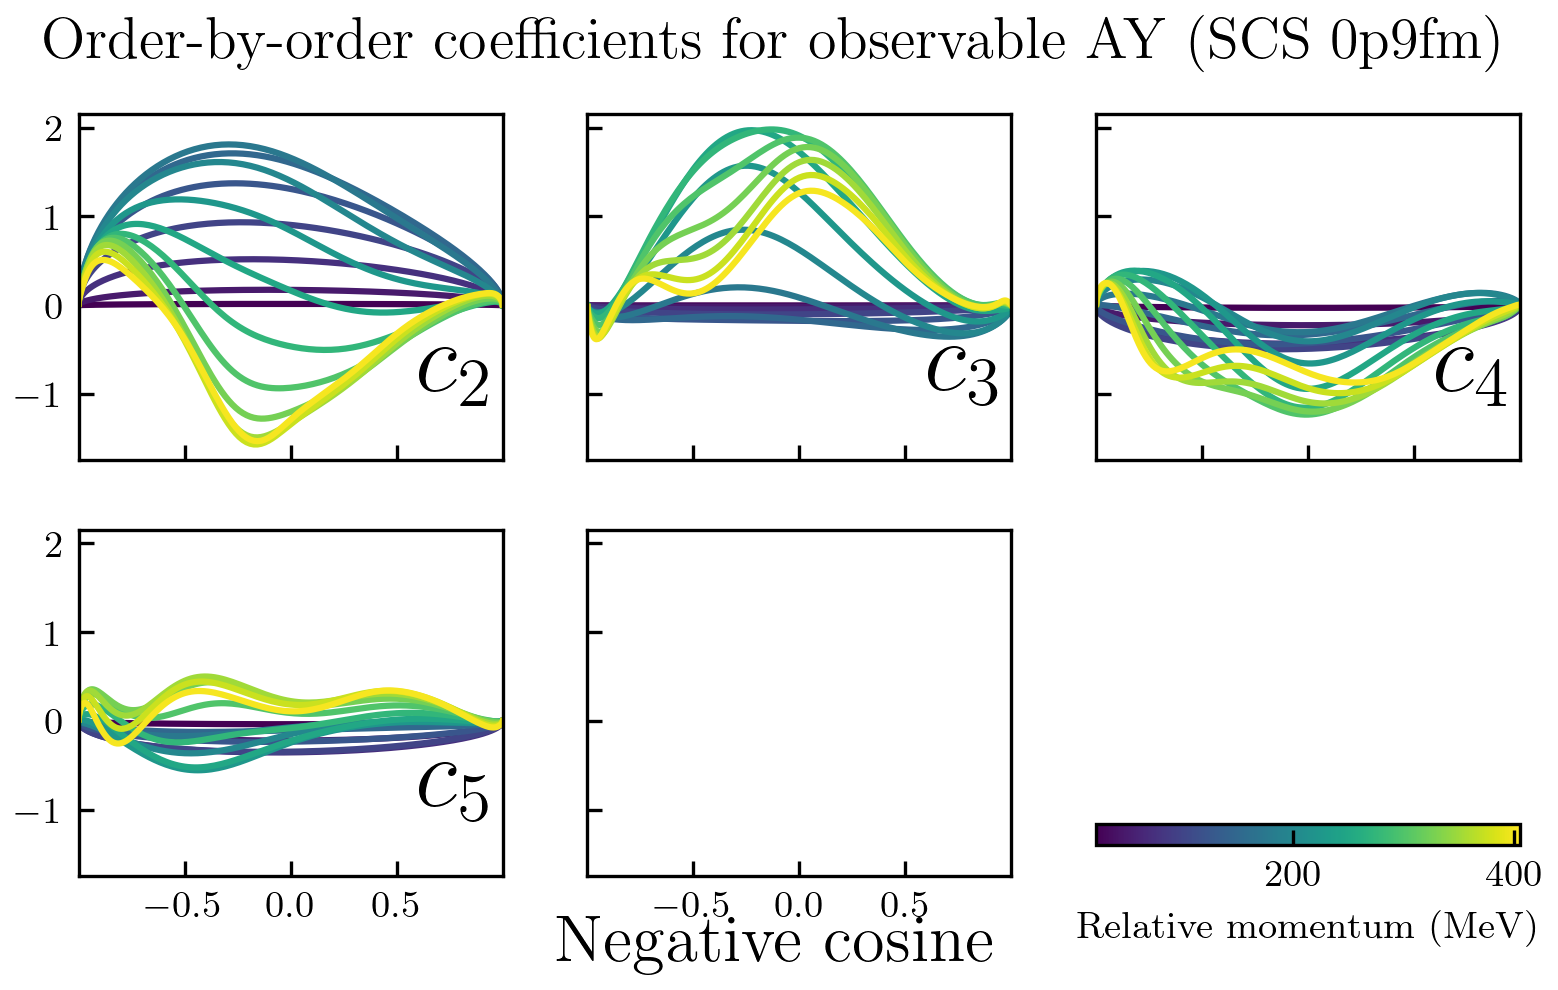 Order-by-order coefficients for observable AY (SCS 0p9fm)
2
1
0
−1
c2
c3
c4
2
1
0
−1
c5
−0.5 0.0 0.5
−0.5 0.0 0.5
Negative cosine
200 400
Relative momentum (MeV)